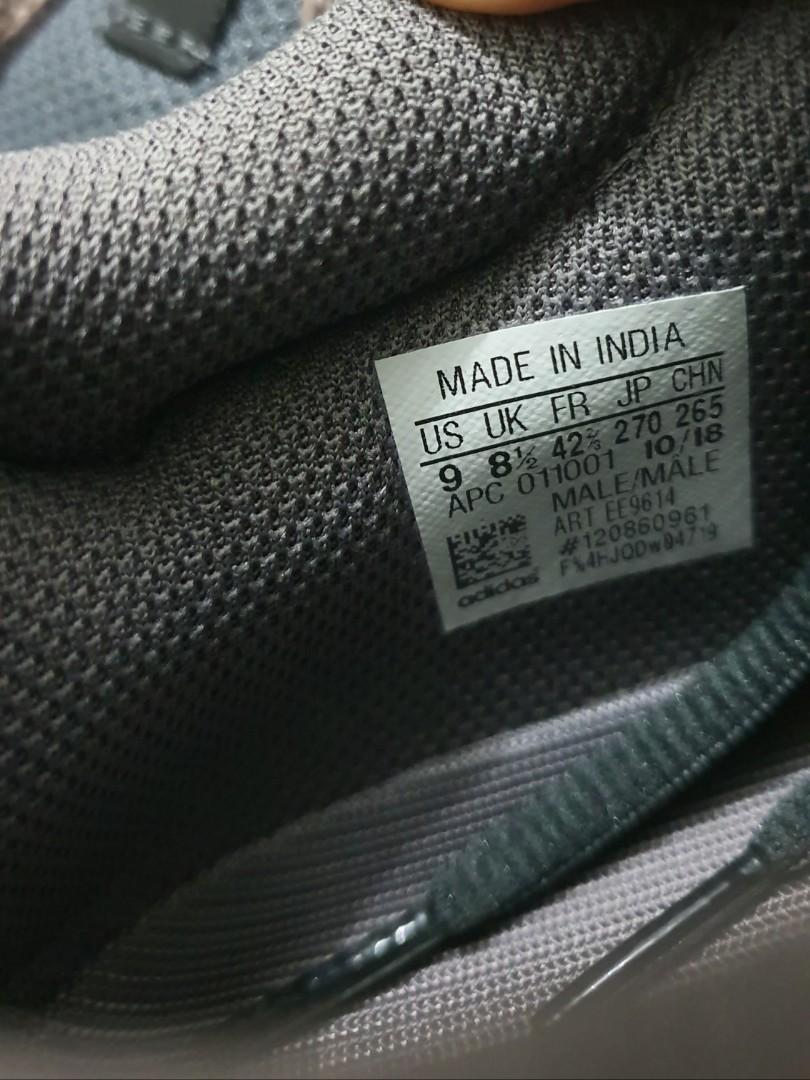 MADE IN INDIA
US UK FR JP CHN
9 8½ 42⅔ 270 265
APC 011001 10/18
MALE/MÂLE
ART EE9614
#120860961
adidas